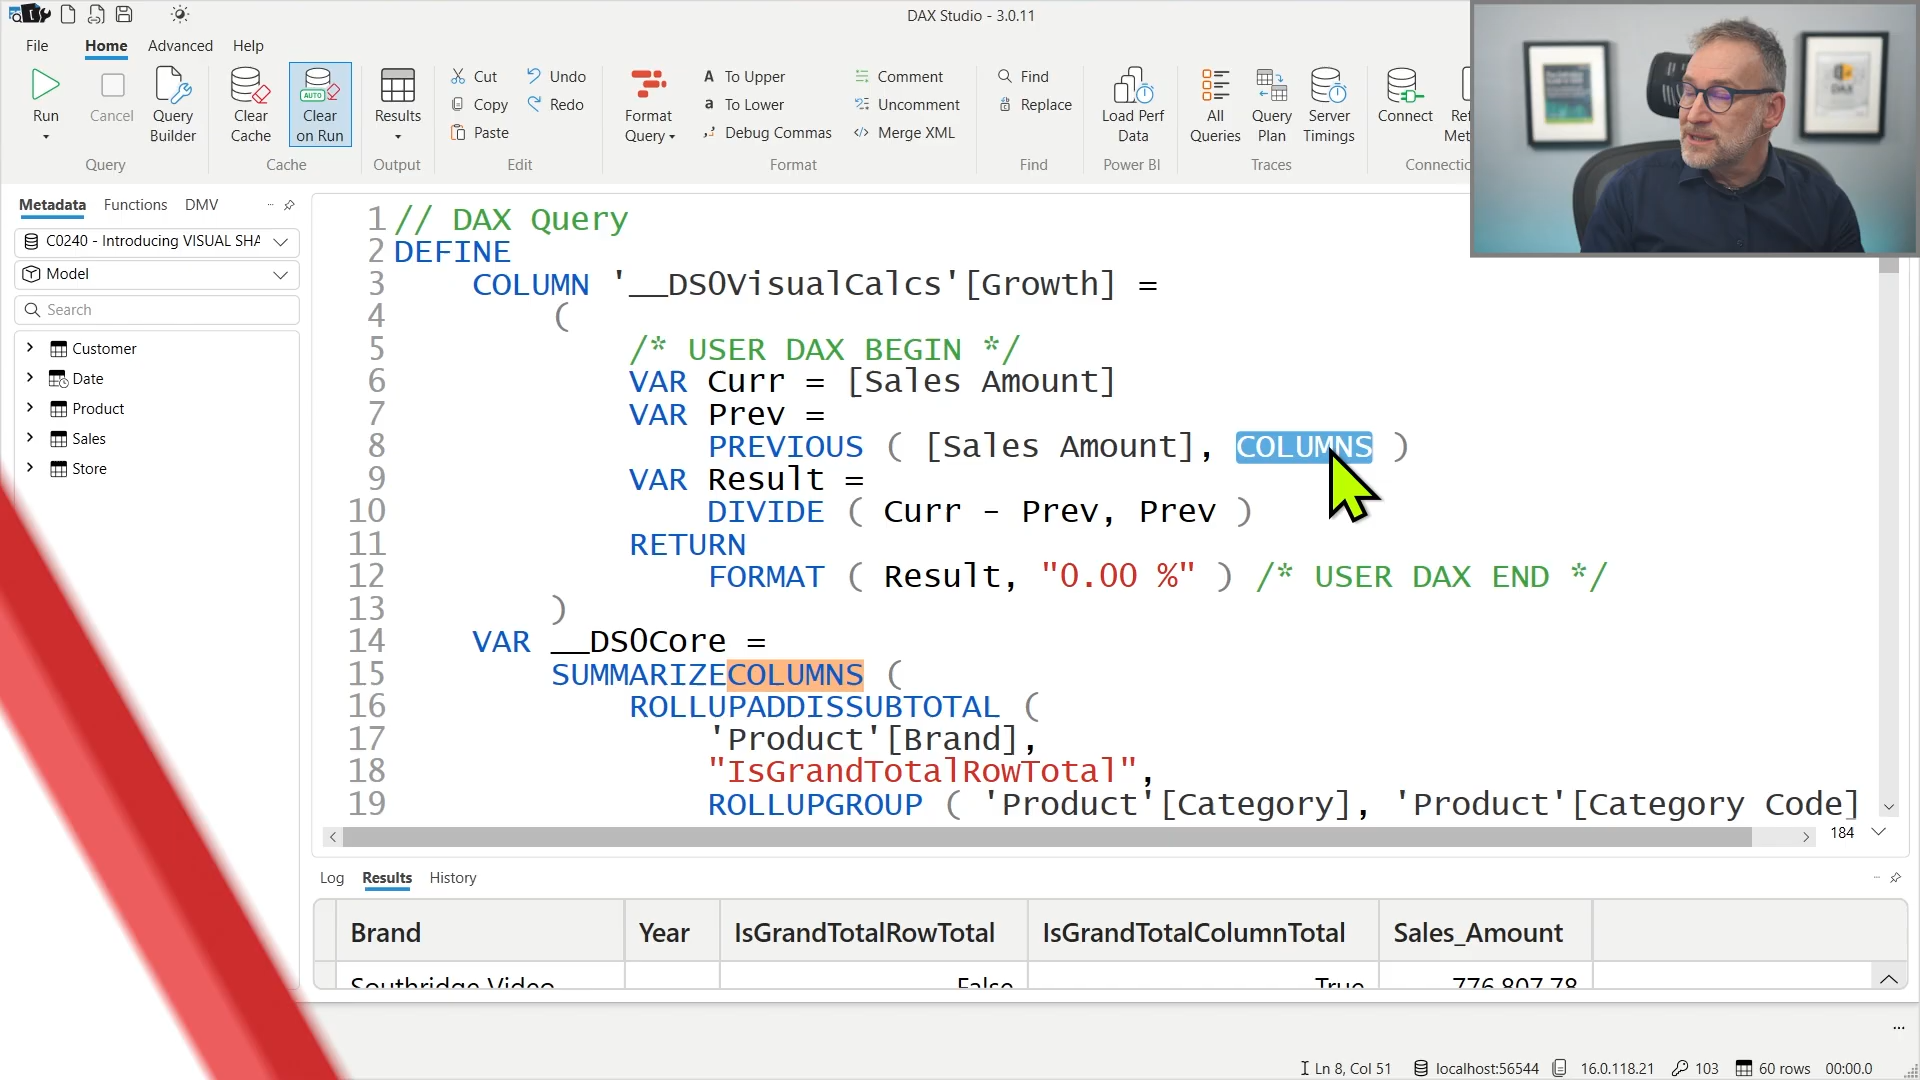 DAX Studio - 3.0.11
File Home Advanced Help
Run
Cancel
Query Builder
Clear Cache
AUTO
Clear on Run
Results
Format Query
Cut
Copy
Paste
Undo
Redo
To Upper
To Lower
Debug Commas
Comment
Uncomment
Merge XML
Find
Replace
Load Perf Data
All Queries
Query Plan
Server Timings
Connect
Query Cache Output Edit Format Find Power BI Traces
Metadata Functions DMV
C0240 - Introducing VISUAL SHA
Model
Search
Customer
Date
Product
Sales
Store
1 // DAX Query
2 DEFINE
3 COLUMN '__DS0VisualCalcs'[Growth] =
4 (
5 /* USER DAX BEGIN */
6 VAR Curr = [Sales Amount]
7 VAR Prev =
8 PREVIOUS ( [Sales Amount], COLUMNS )
9 VAR Result =
10 DIVIDE ( Curr - Prev, Prev )
11 RETURN
12 FORMAT ( Result, "0.00 %" ) /* USER DAX END */
13 )
14 VAR __DS0Core =
15 SUMMARIZECOLUMNS (
16 ROLLUPADDISSUBTOTAL (
17 'Product'[Brand],
18 "IsGrandTotalRowTotal",
19 ROLLUPGROUP ( 'Product'[Category], 'Product'[Category Code]
184
Log Results History
Brand Year IsGrandTotalRowTotal IsGrandTotalColumnTotal Sales_Amount
Southridge Video False True 776,807.78
Ln 8, Col 51 localhost:56544 16.0.118.21 103 60 rows 00:00.0